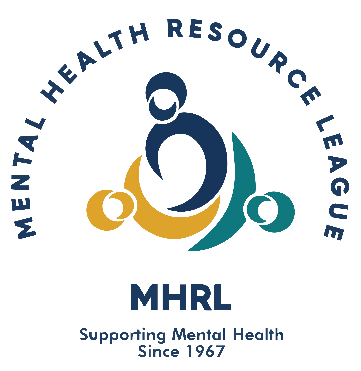 MENTAL HEALTH RESOURCE LEAGUE
MHRL
Supporting Mental Health
Since 1967